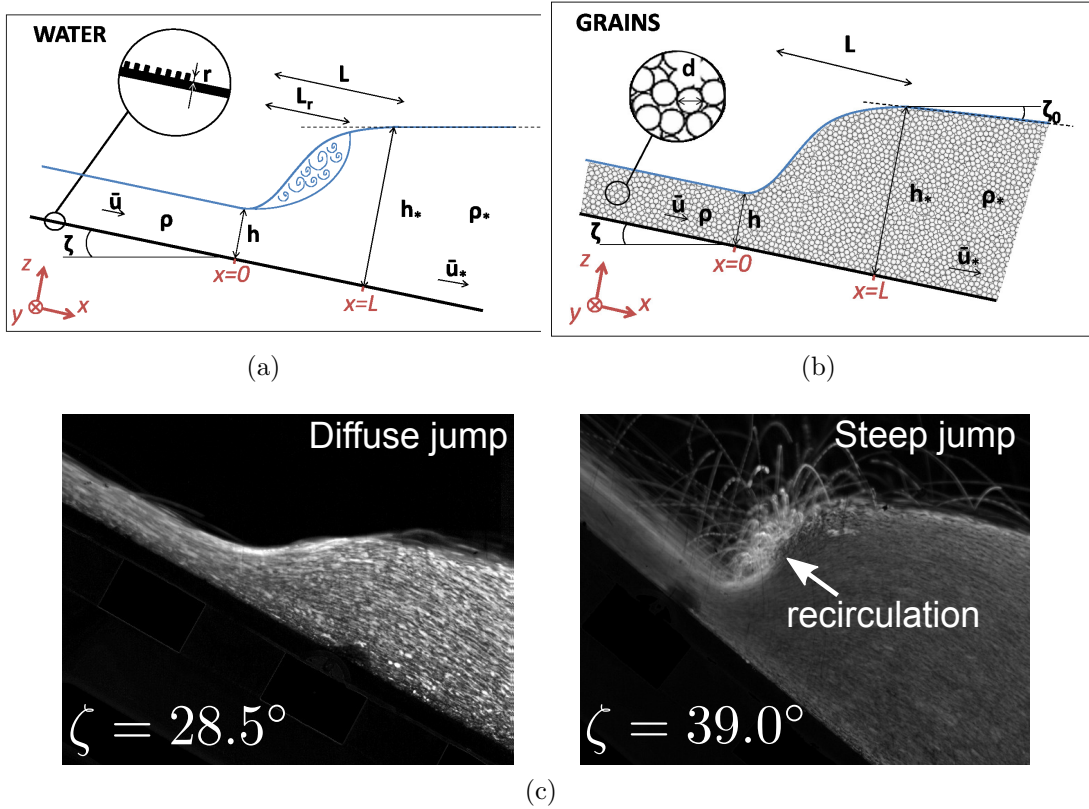 WATER
r
L
L_r
ū
ρ
h
h_*
ρ_*
ζ
ū_*
x=0
x=L
z
y
x
(a)
GRAINS
L
d
ζ_0
ū
ρ
h
h_*
ρ_*
ζ
ū_*
x=0
x=L
z
y
x
(b)
Diffuse jump
ζ = 28.5°
Steep jump
recirculation
ζ = 39.0°
(c)